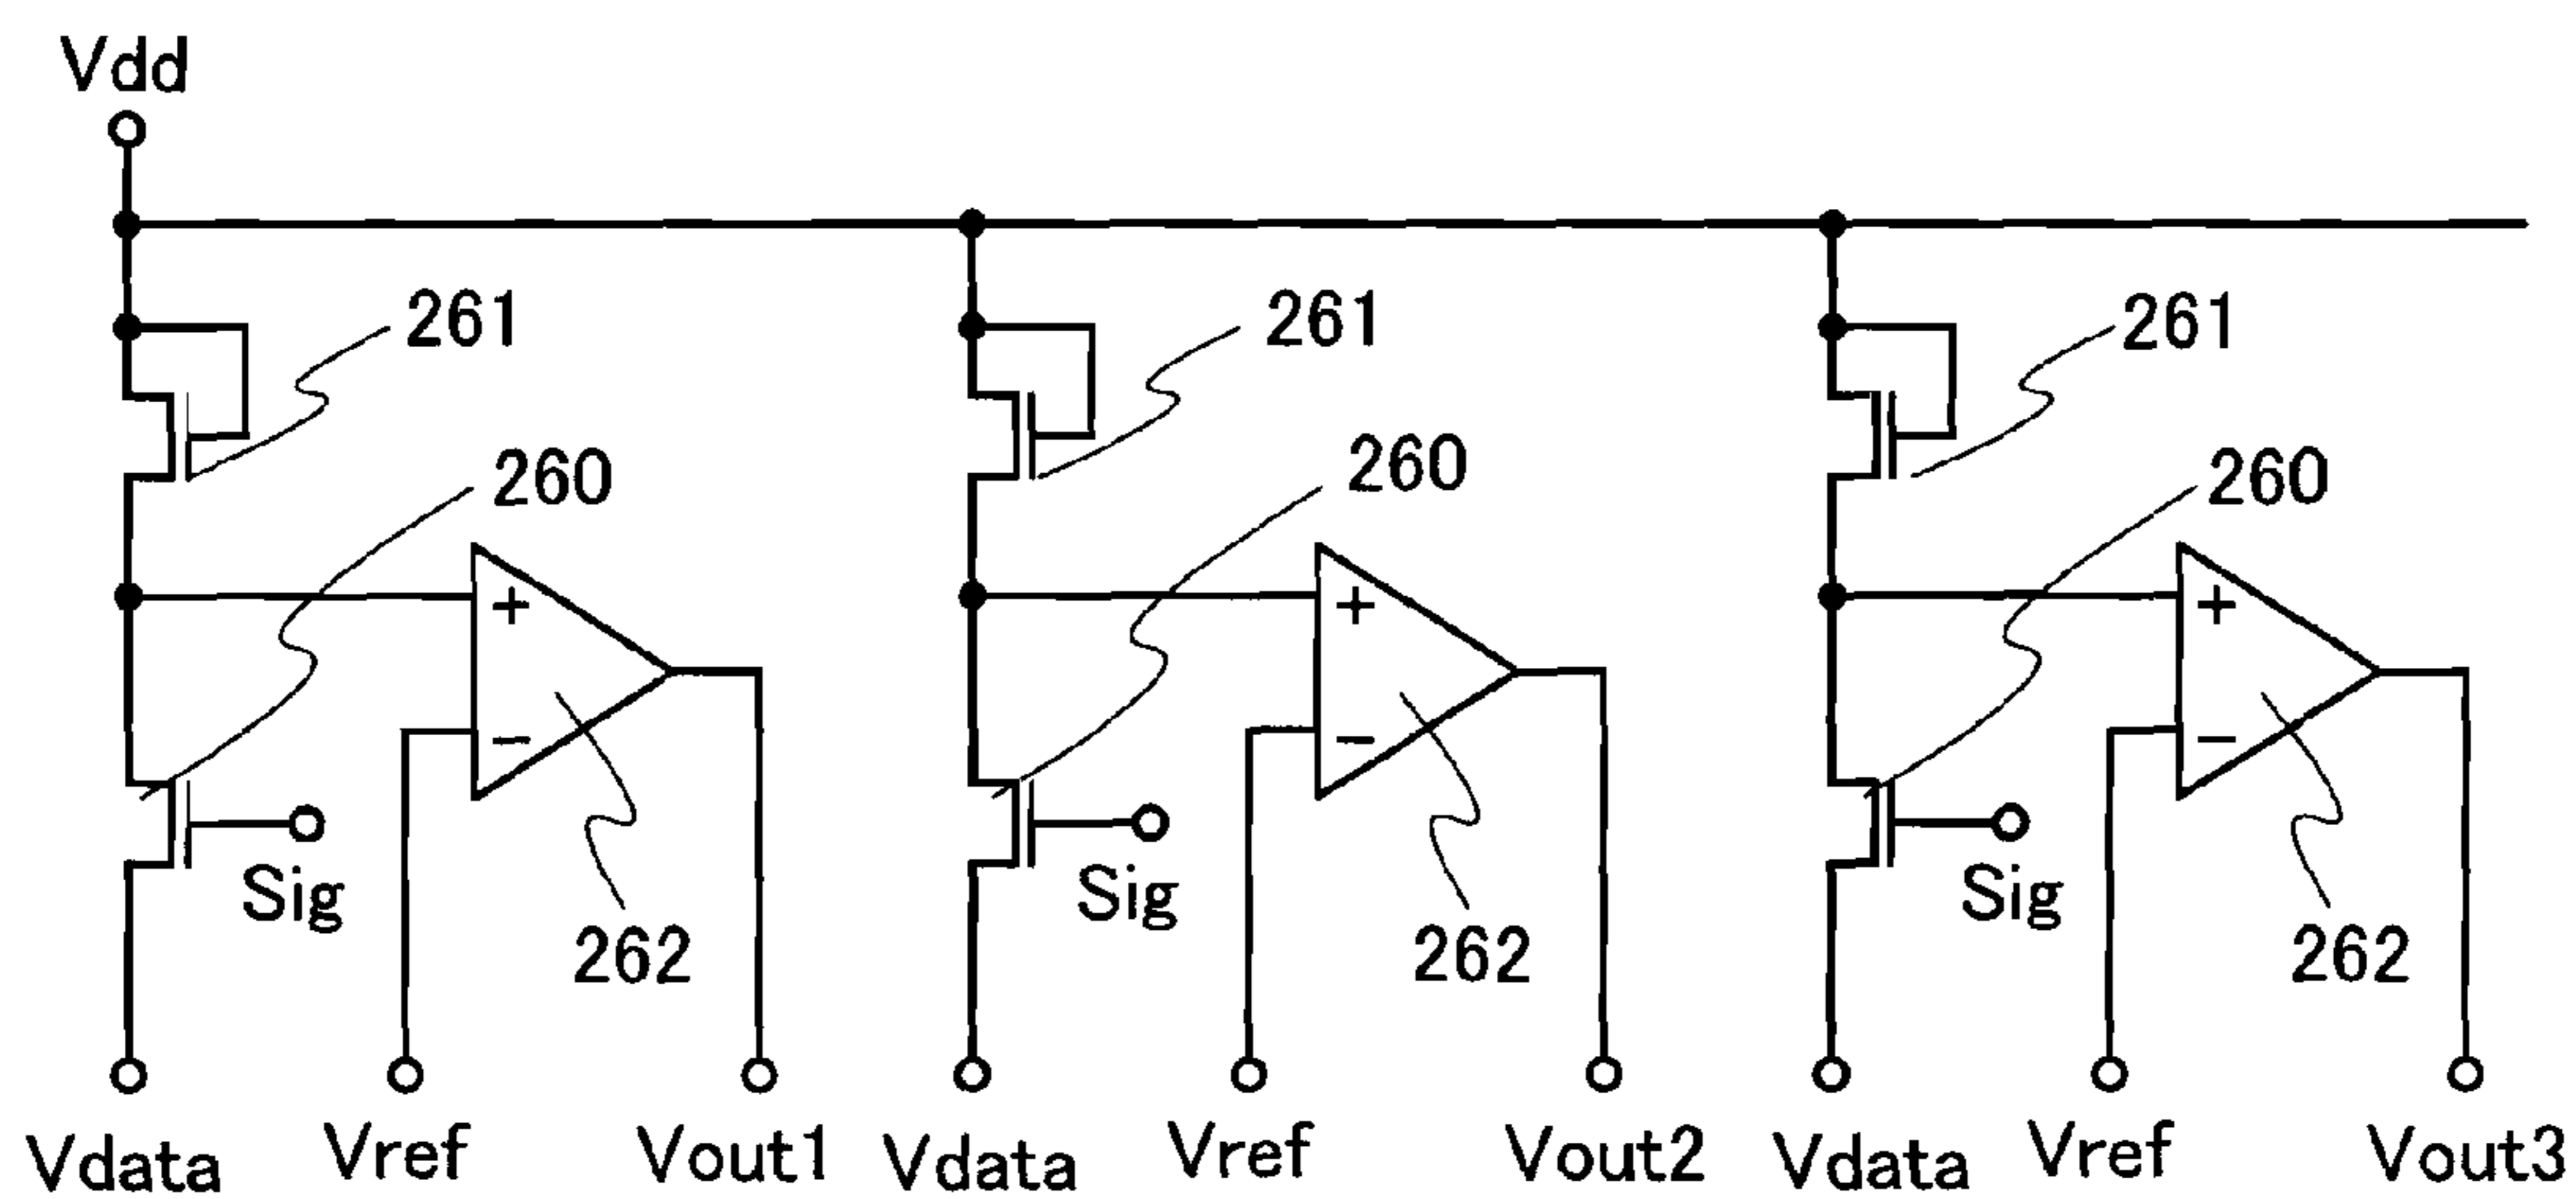 Vdd
261 261 261
260 260 260
+ + +
− − −
Sig Sig Sig
262 262 262
Vdata Vref Vout1 Vdata Vref Vout2 Vdata Vref Vout3